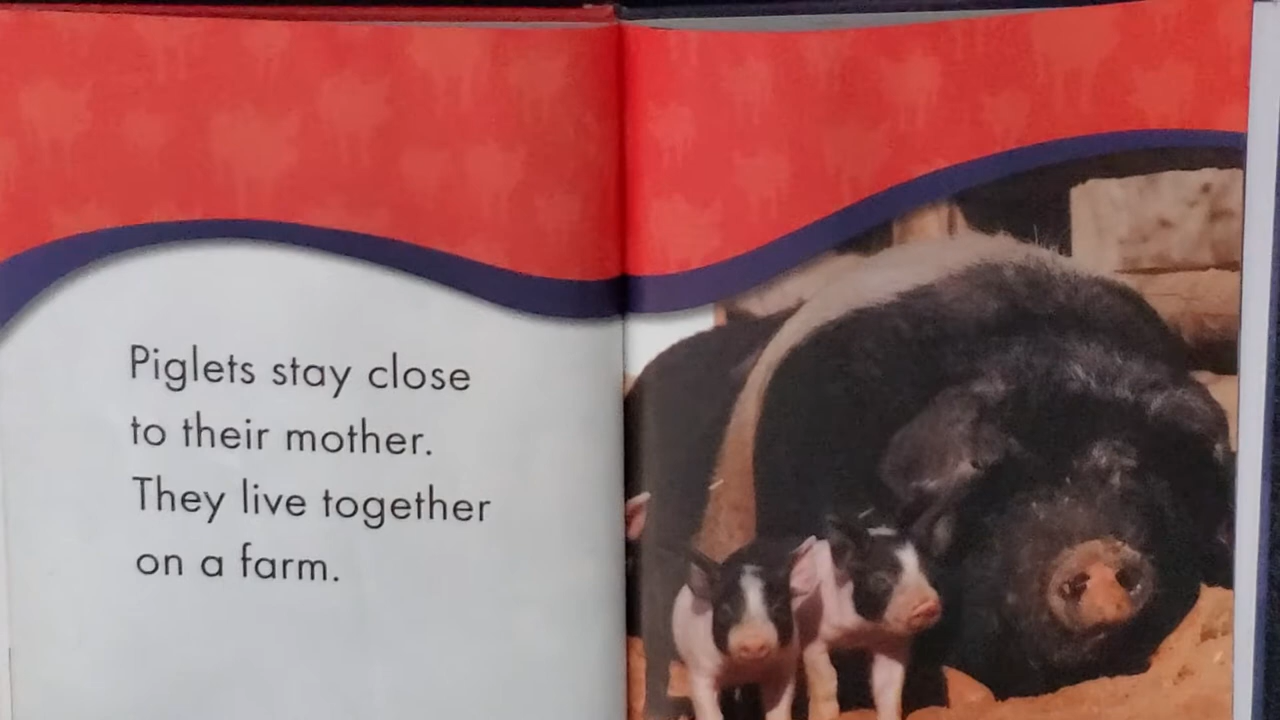 Piglets stay close
to their mother.
They live together
on a farm.